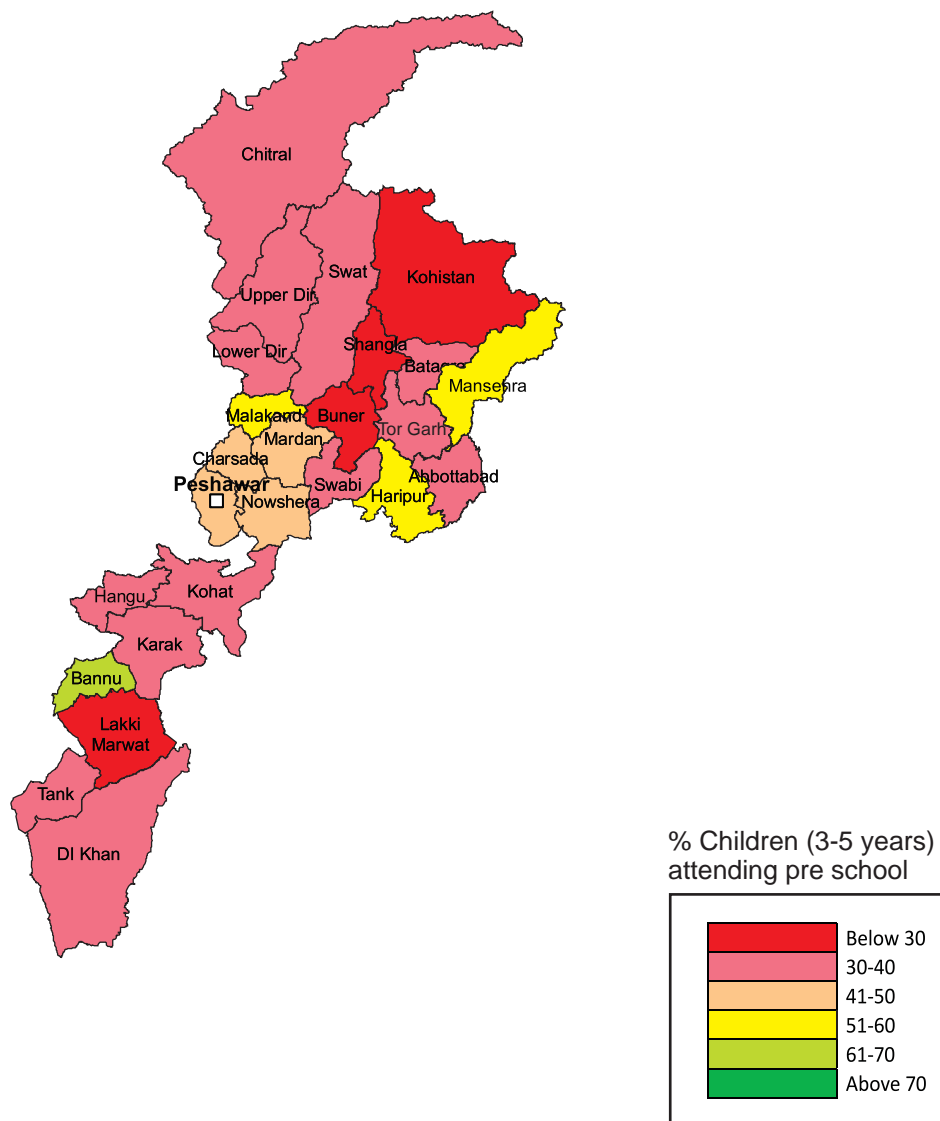 Chitral
Swat
Kohistan
Upper Dir
Shangla
Lower Dir
Mansehra
Malakand
Buner
Tor Garh
Mardan
Charsada
Abbottabad
Peshawar
Swabi
Haripur
Nowshera
Kohat
Hangu
Karak
Bannu
Lakki
Marwat
Tank
DI Khan
% Children (3-5 years)
attending pre school
Below 30
30-40
41-50
51-60
61-70
Above 70